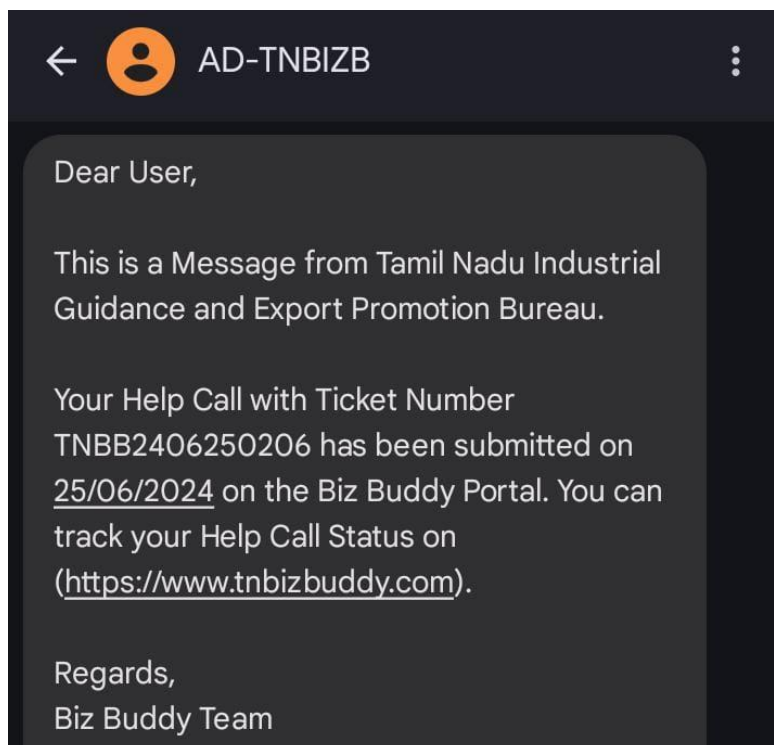 AD-TNBIZB
Dear User,
This is a Message from Tamil Nadu Industrial
Guidance and Export Promotion Bureau.
Your Help Call with Ticket Number
TNBB2406250206 has been submitted on
25/06/2024 on the Biz Buddy Portal. You can
track your Help Call Status on
(https://www.tnbizbuddy.com).
Regards,
Biz Buddy Team